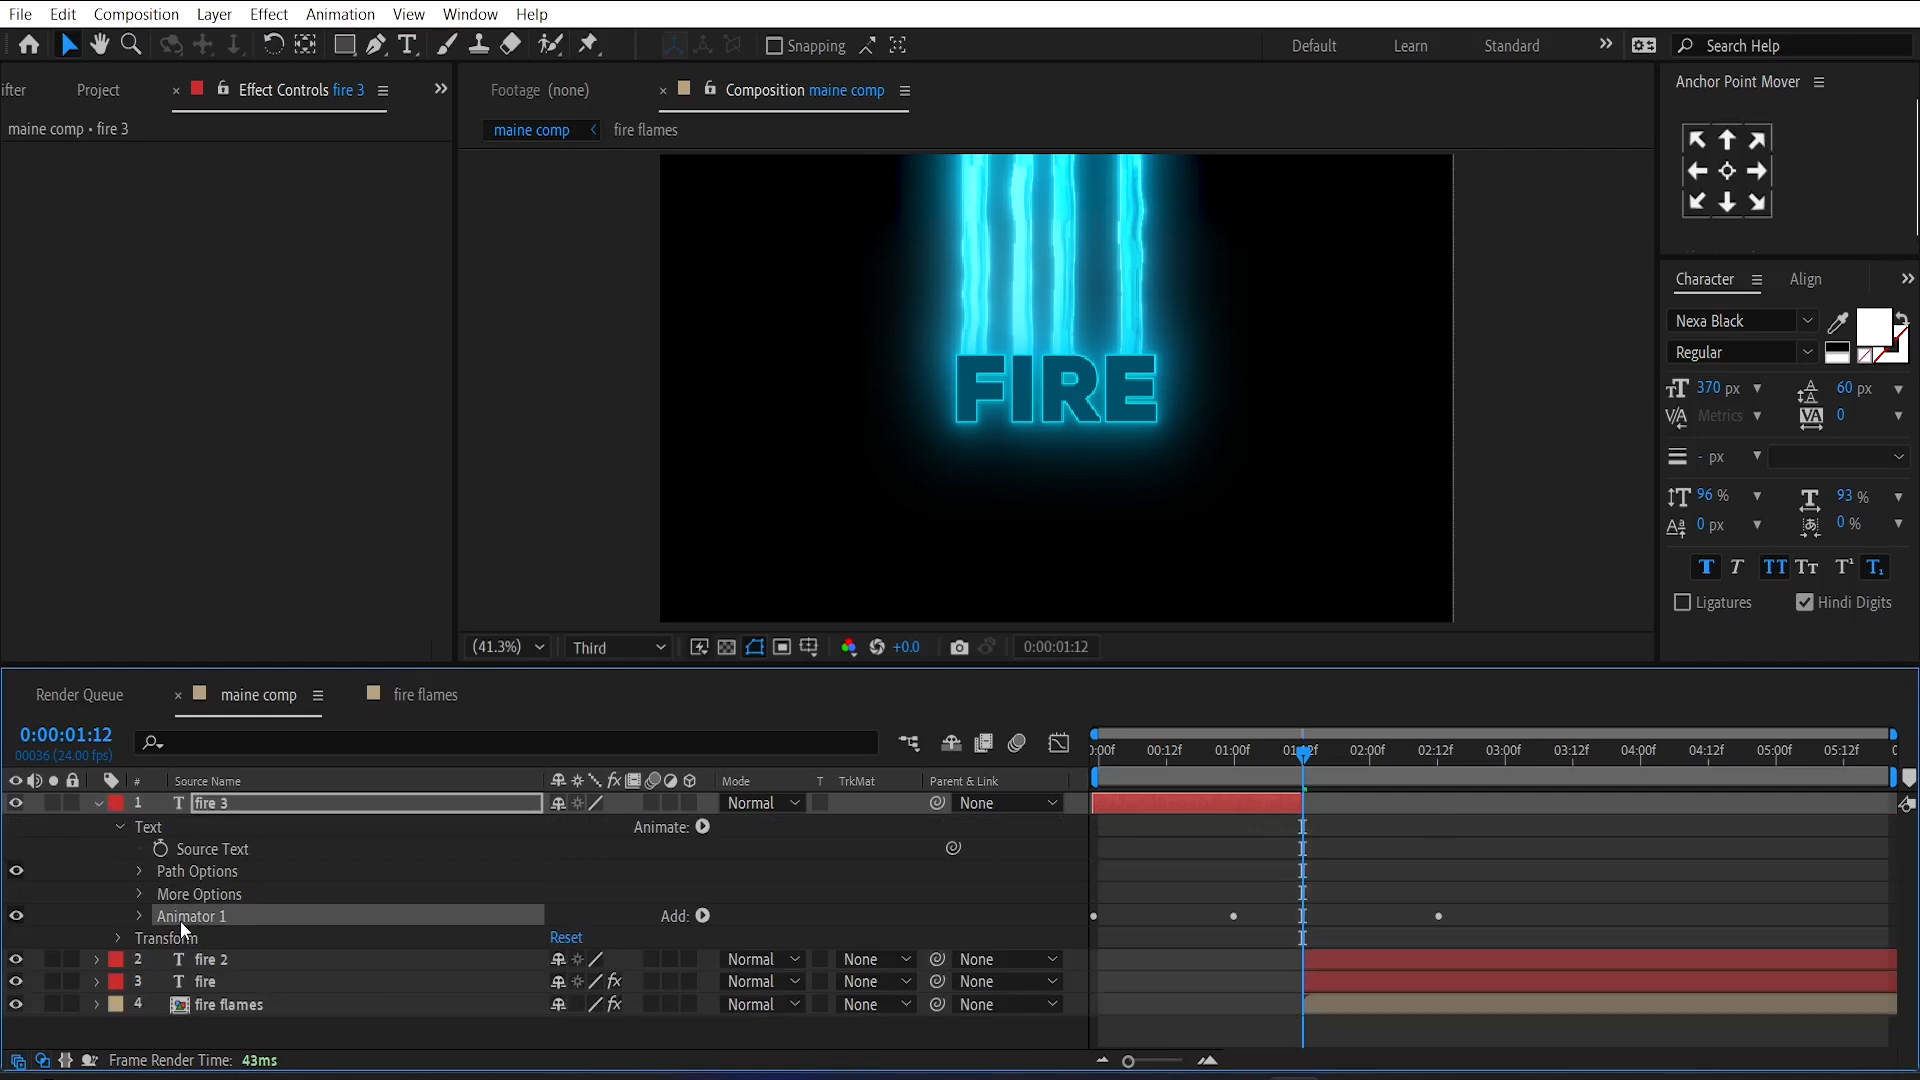 File Edit Composition Layer Effect Animation View Window Help
Snapping Default Learn Standard Search Help
ifter Project Effect Controls fire 3
Footage (none) Composition maine comp
Anchor Point Mover
maine comp • fire 3
maine comp fire flames
FIRE
Character Align
Nexa Black
Regular
370 px 60 px
Metrics 0
- px
96 % 93 %
0 px 0 %
Ligatures Hindi Digits
(41.3%) Third +0.0 0:00:01:12
Render Queue maine comp fire flames
0:00:01:12
00036 (24.00 fps)
00:12f 01:00f 02:00f 02:12f 03:00f 03:12f 04:00f 04:12f 05:00f 05:12f
# Source Name Mode T TrkMat Parent & Link
1 T fire 3 Normal None
Text Animate:
Source Text
Path Options
More Options
Animator 1 Add:
Transform Reset
2 T fire 2 Normal None None
3 T fire fx Normal None None
4 fire flames fx Normal None None
Frame Render Time: 43ms